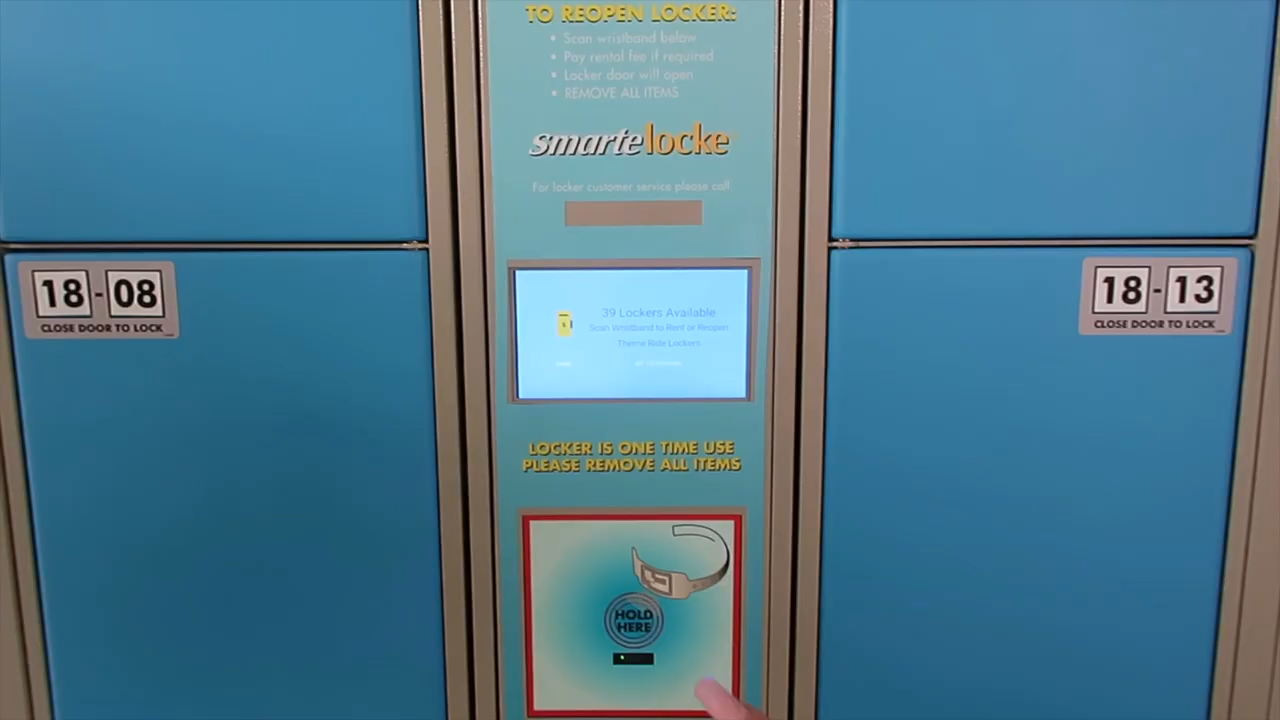 TO REOPEN LOCKER:
• Scan wristband below
• Pay rental fee if required
• Locker door will open
• REMOVE ALL ITEMS
smarte locke
For locker customer service please call:
18 - 08
CLOSE DOOR TO LOCK
18 - 13
CLOSE DOOR TO LOCK
39 Lockers Available
Scan Wristband to Rent or Reopen
Theme Ride Lockers
LOCKER IS ONE TIME USE
PLEASE REMOVE ALL ITEMS
HOLD
HERE